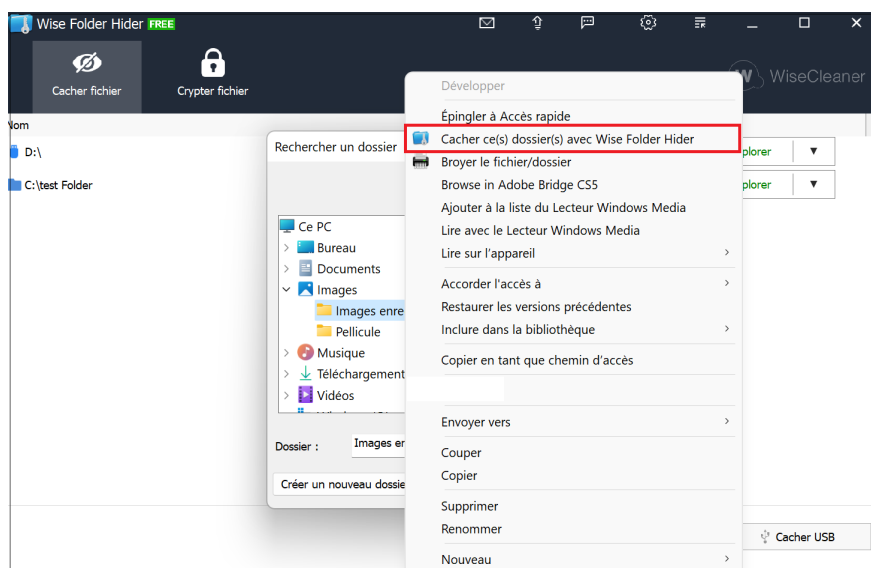 Wise Folder Hider FREE
Cacher fichier
Crypter fichier
WiseCleaner
Nom
D:\
C:\test Folder
plorer
plorer
Rechercher un dossier
Ce PC
Bureau
Documents
Images
Images enre
Pellicule
Musique
Téléchargement
Vidéos
Dossier :
Images en
Créer un nouveau dossie
Développer
Épingler à Accès rapide
Cacher ce(s) dossier(s) avec Wise Folder Hider
Broyer le fichier/dossier
Browse in Adobe Bridge CS5
Ajouter à la liste du Lecteur Windows Media
Lire avec le Lecteur Windows Media
Lire sur l'appareil
Accorder l'accès à
Restaurer les versions précédentes
Inclure dans la bibliothèque
Copier en tant que chemin d'accès
Envoyer vers
Couper
Copier
Supprimer
Renommer
Nouveau
Cacher USB